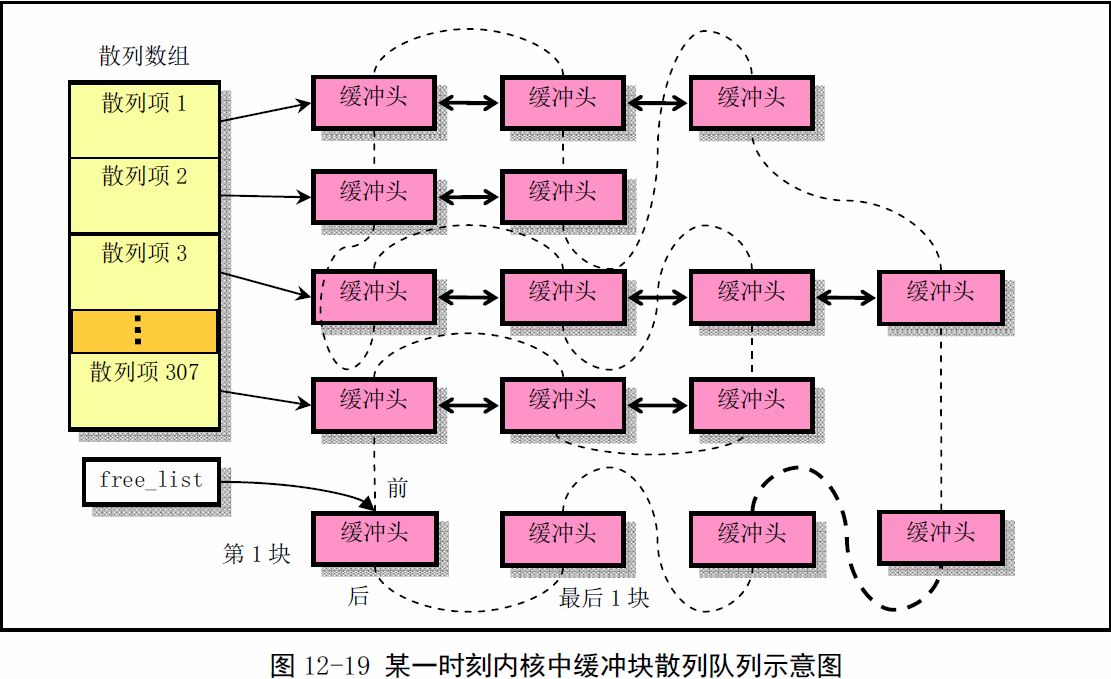 散列数组
散列项 1
缓冲头 缓冲头 缓冲头
散列项 2
缓冲头 缓冲头
散列项 3
缓冲头 缓冲头 缓冲头 缓冲头
⋮
散列项 307
缓冲头 缓冲头 缓冲头
free_list
前
缓冲头 缓冲头 缓冲头 缓冲头
第 1 块
后
最后 1 块
图 12-19 某一时刻内核中缓冲块散列队列示意图